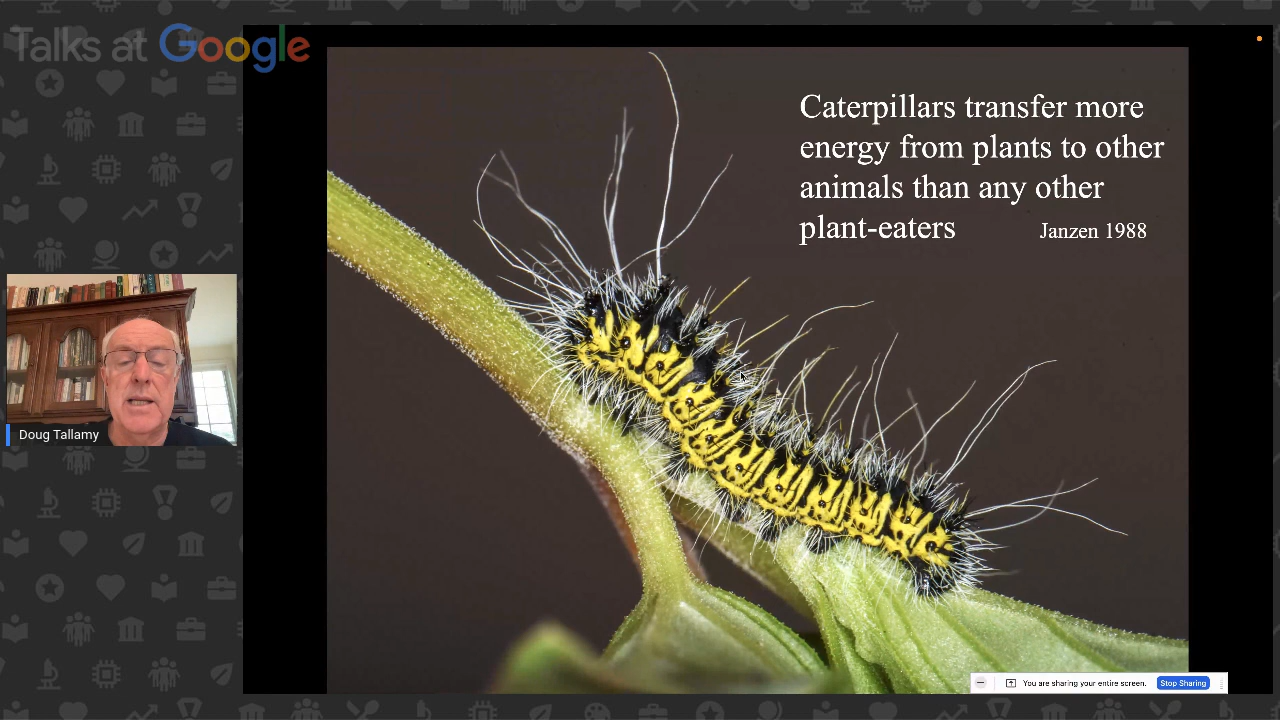 Talks at Google
Caterpillars transfer more
energy from plants to other
animals than any other
plant-eaters Janzen 1988
Doug Tallamy
You are sharing your entire screen. Stop Sharing